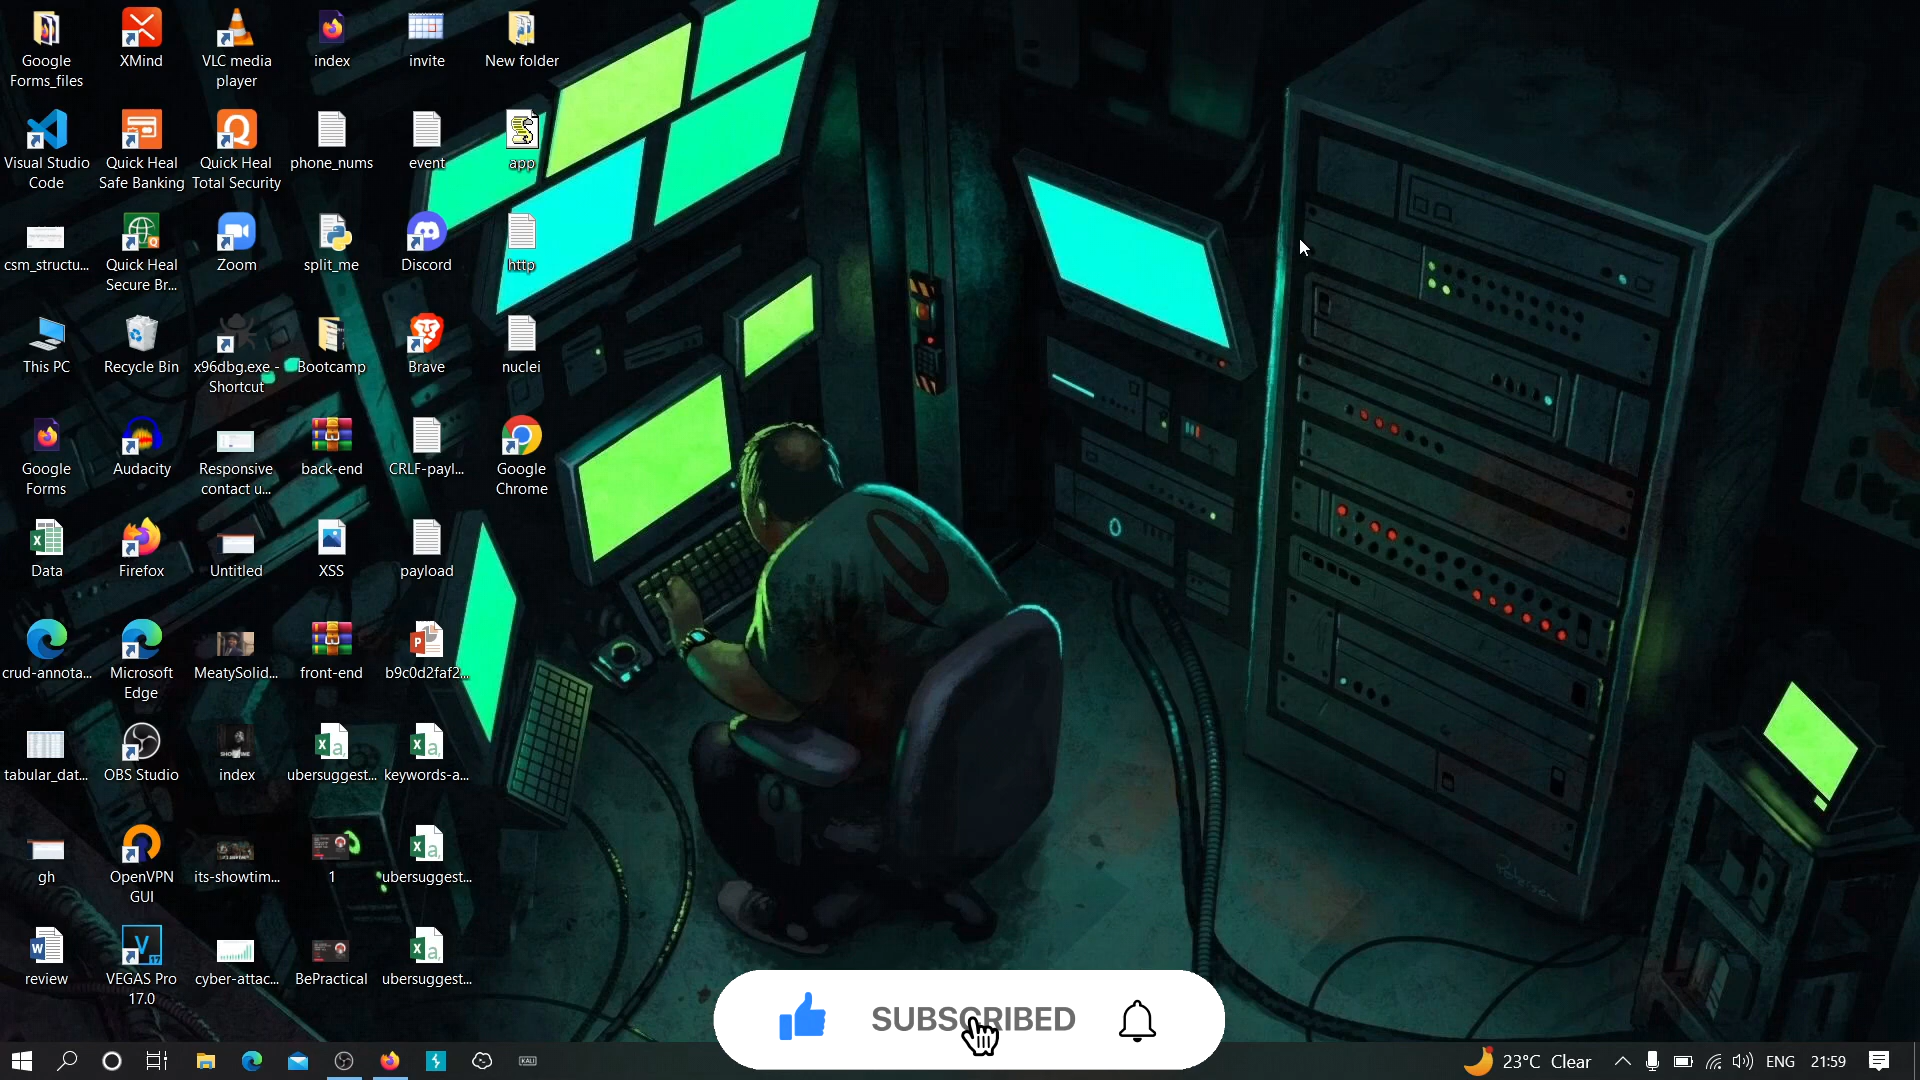 Google
Forms_files
XMind
VLC media
player
index
invite
New folder
Visual Studio
Code
Quick Heal
Safe Banking
Quick Heal
Total Security
phone_nums
event
app
csm_structu...
Quick Heal
Secure Br...
Zoom
split_me
Discord
http
This PC
Recycle Bin
x96dbg.exe -
Shortcut
Bootcamp
Brave
nuclei
Google
Forms
Audacity
Responsive
contact u...
back-end
CRLF-payl...
Google
Chrome
Data
Firefox
Untitled
XSS
payload
crud-annota...
Microsoft
Edge
MeatySolid...
front-end
b9c0d2faf2...
tabular_dat...
OBS Studio
index
ubersuggest...
keywords-a...
gh
OpenVPN
GUI
its-showtim...
1
ubersuggest...
review
VEGAS Pro
17.0
cyber-attac...
BePractical
ubersuggest...
SUBSCRIBED
23°C Clear
ENG
21:59